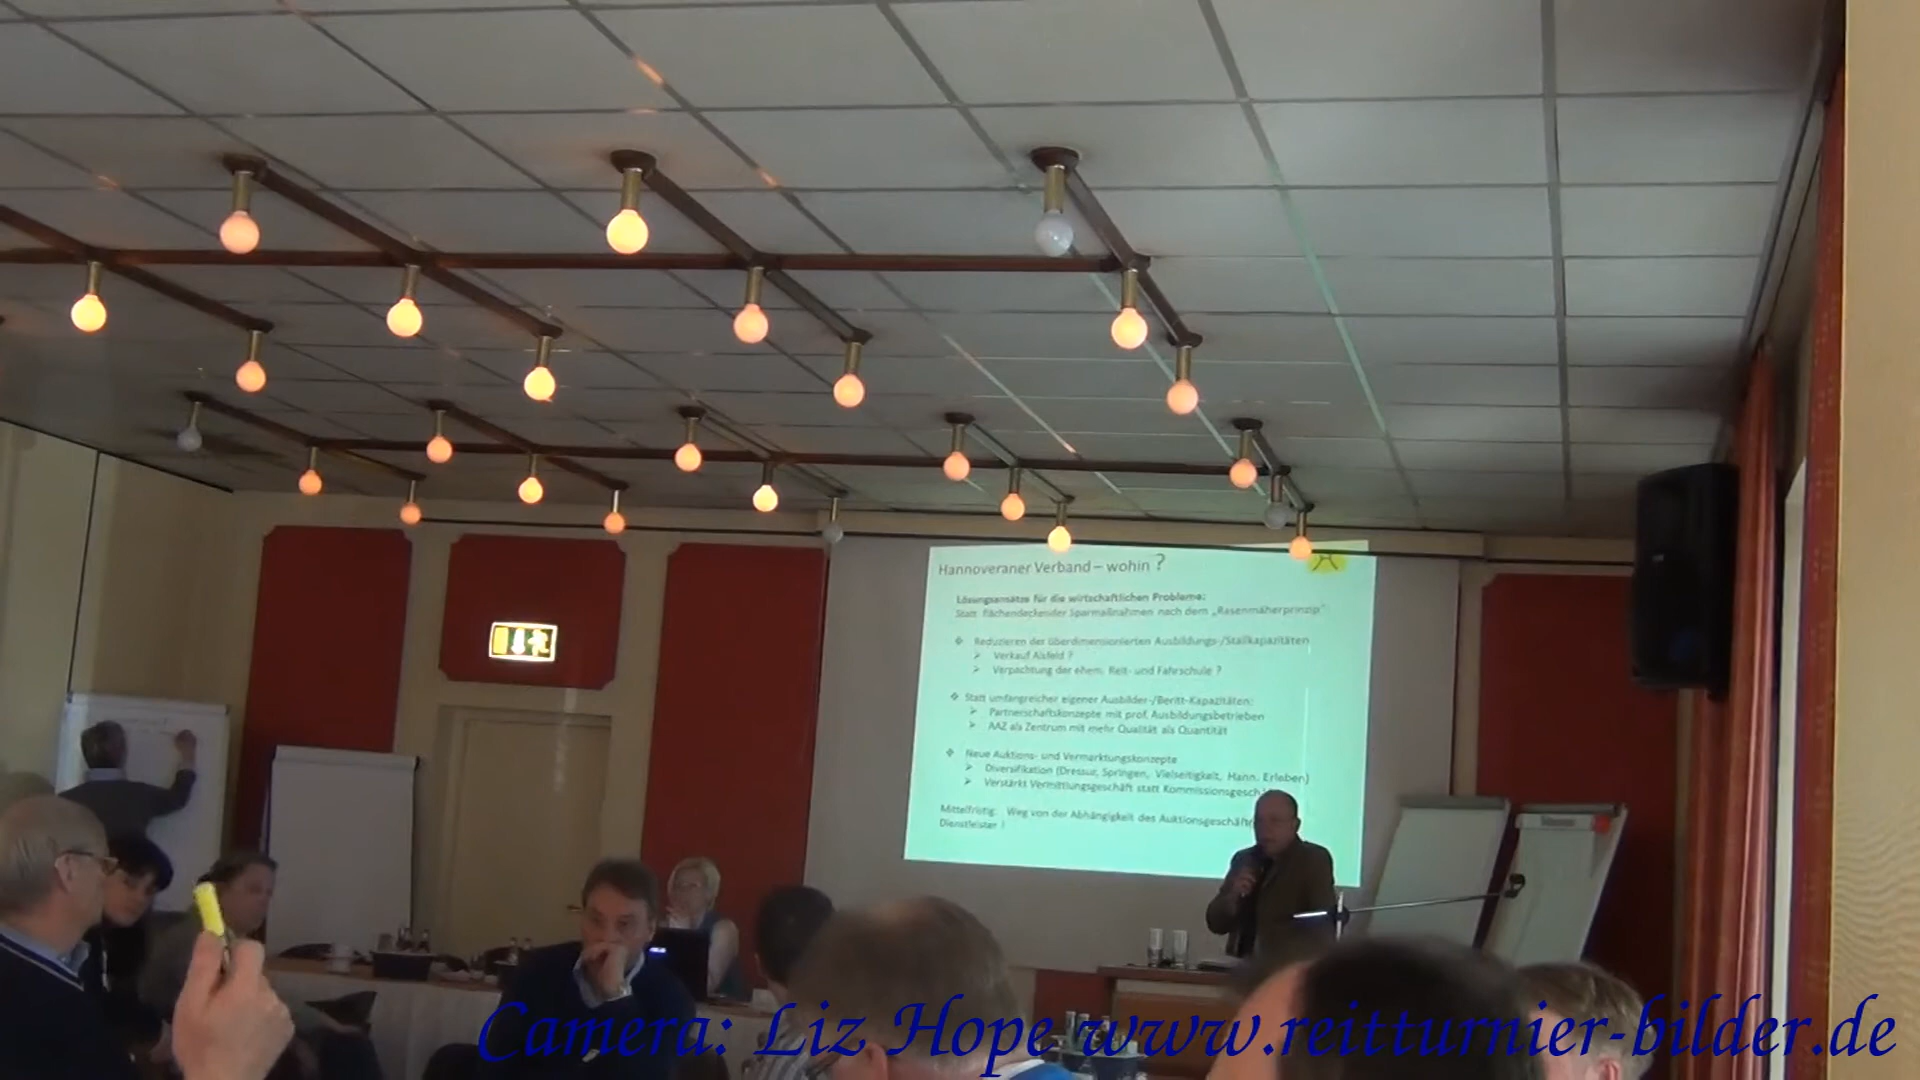 Hannoveraner Verband – wohin ?
Lösungsansätze für die wirtschaftlichen Probleme:
Statt flächendeckender Sparmaßnahmen nach dem „Rasenmäherprinzip"
❖ Reduzieren der überdimensionierten Ausbildungs-/Stallkapazitäten
➢ Verkauf Alsfeld ?
➢ Verpachtung der ehem. Reit- und Fahrschule ?
❖ Statt umfangreicher eigener Ausbilder-/Beritt-Kapazitäten:
➢ Partnerschaftskonzepte mit prof. Ausbildungsbetrieben
➢ AAZ als Zentrum mit mehr Qualität als Quantität
❖ Neue Auktions- und Vermarktungskonzepte
➢ Diversifikation (Dressur, Springen, Vielseitigkeit, Hann. Erleben)
➢ Verstärkt Vermittlungsgeschäft statt Kommissionsgesch
Mittelfristig: Weg von der Abhängigkeit des Auktionsgeschäft
Dienstleister !
Camera: Liz Hope www.reitturnier-bilder.de